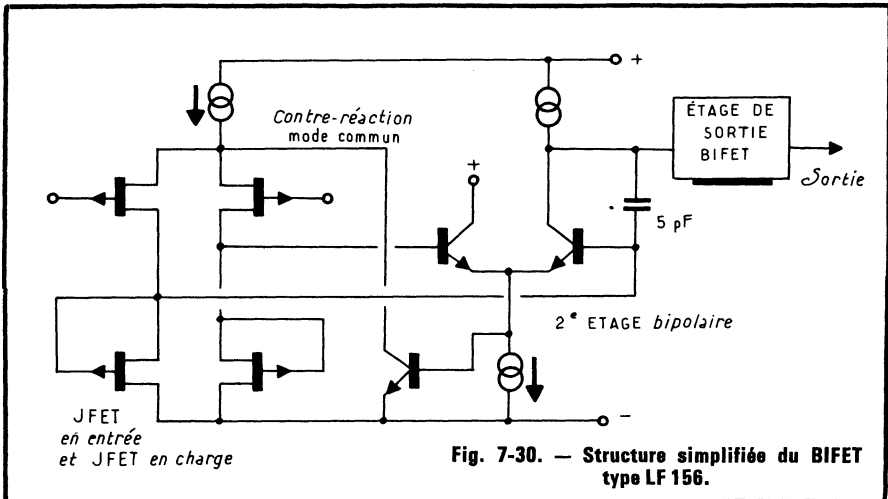 +
Contre-réaction
mode commun
+
ÉTAGE DE
SORTIE
BIFET
Sortie
5 pF
2e ETAGE bipolaire
-
JFET
en entrée
et JFET en charge
Fig. 7-30. — Structure simplifiée du BIFET
type LF 156.